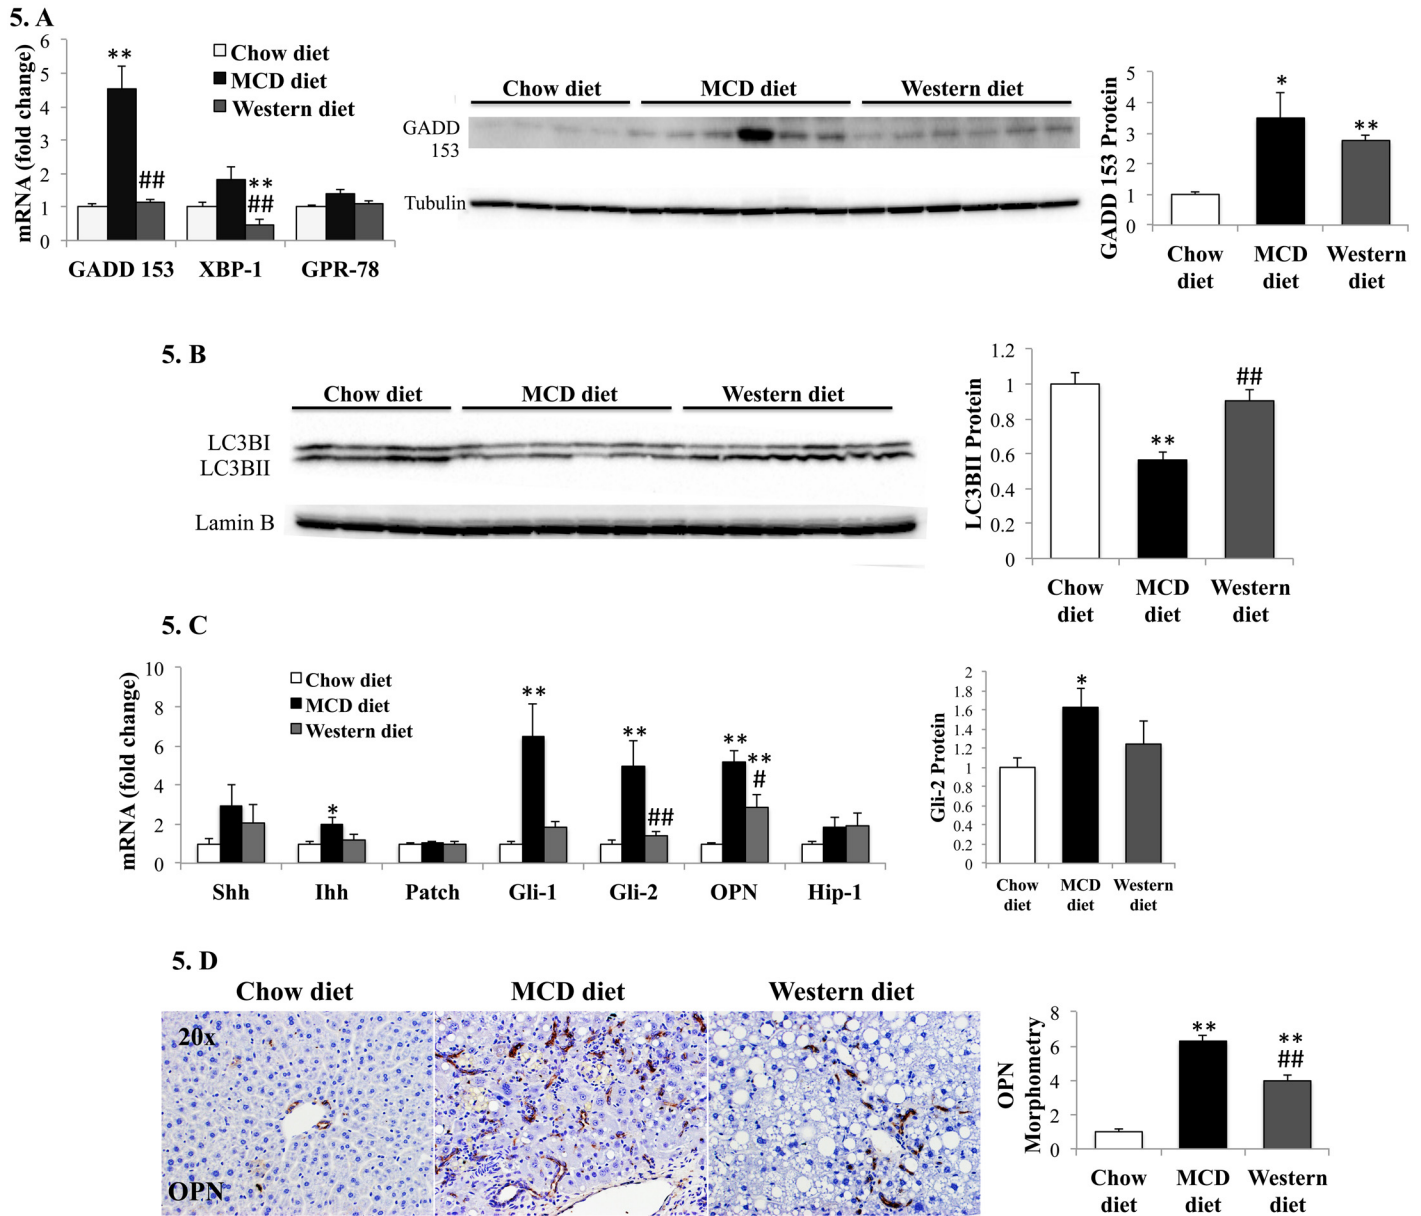 5. A
6
5
4
3
2
1
0
mRNA (fold change)
**
##
**
##
Chow diet
MCD diet
Western diet
GADD 153
XBP-1
GPR-78
Chow diet
MCD diet
Western diet
GADD
153
Tubulin
5
4
3
2
1
0
GADD 153 Protein
*
**
Chow
diet
MCD
diet
Western
diet
5. B
Chow diet
MCD diet
Western diet
LC3BI
LC3BII
Lamin B
1.2
1
0.8
0.6
0.4
0.2
0
LC3BII Protein
**
##
Chow
diet
MCD
diet
Western
diet
5. C
10
8
6
4
2
0
mRNA (fold change)
Chow diet
MCD diet
Western diet
*
**
**
##
**
**
#
Shh
Ihh
Patch
Gli-1
Gli-2
OPN
Hip-1
2
1.8
1.6
1.4
1.2
1
0.8
0.6
0.4
0.2
0
Gli-2 Protein
*
Chow
diet
MCD
diet
Western
diet
5. D
Chow diet
MCD diet
Western diet
20x
OPN
8
6
4
2
0
OPN
Morphometry
**
**
##
Chow
diet
MCD
diet
Western
diet